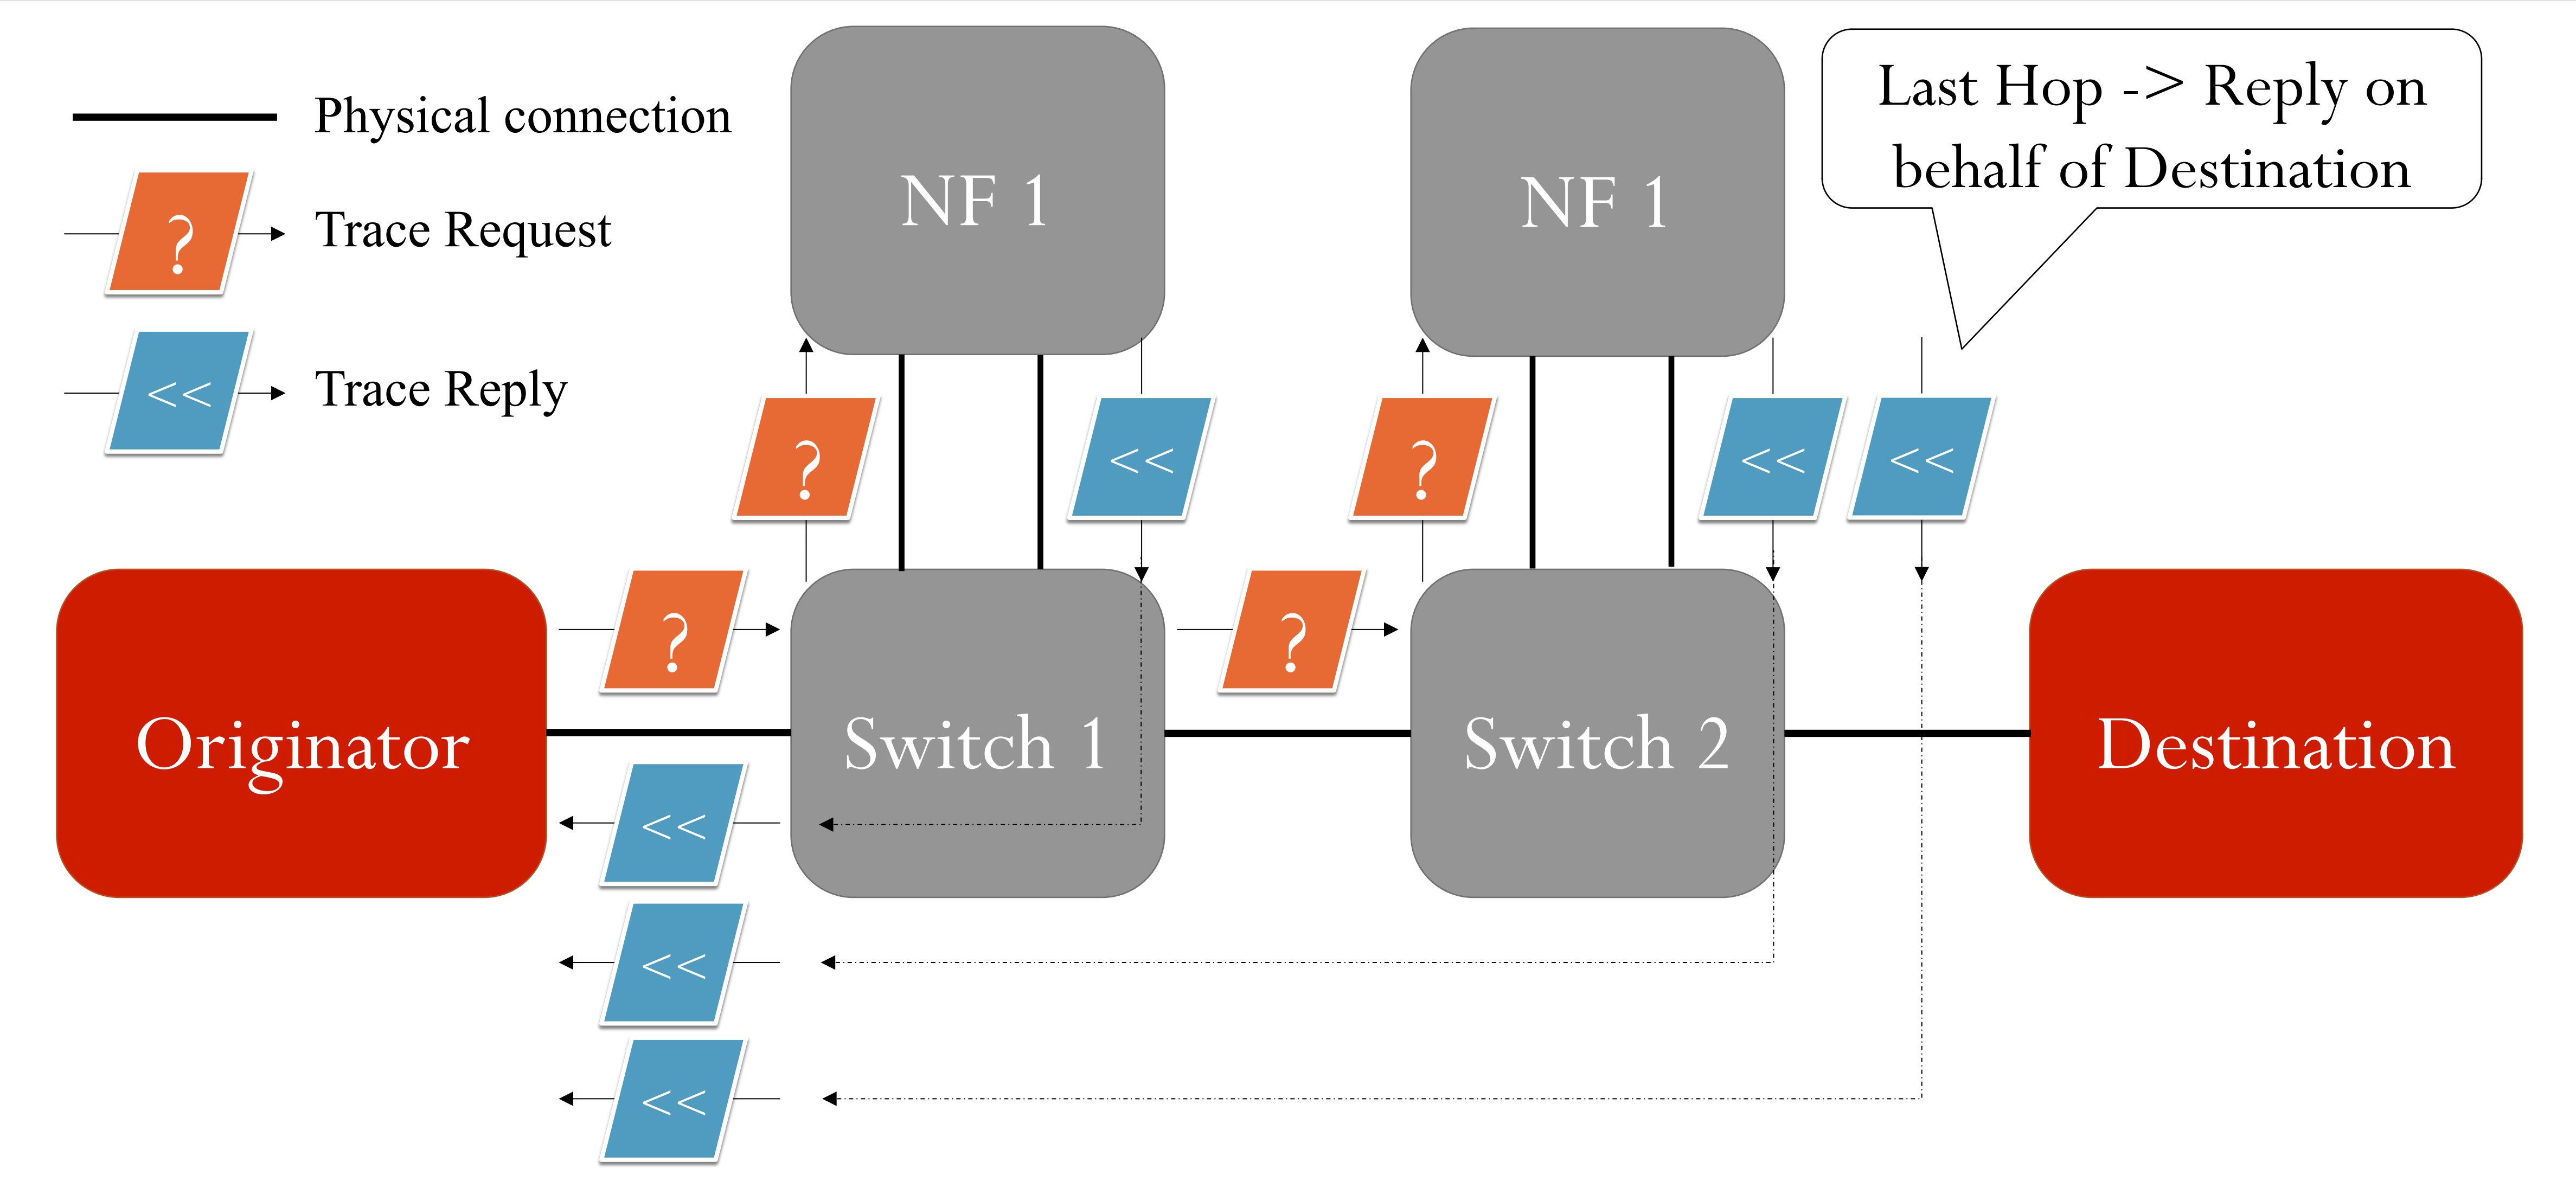 Physical connection
?
Trace Request
<<
Trace Reply
NF 1
NF 1
Last Hop -> Reply on
behalf of Destination
?
<<
?
<<
<<
?
?
Originator
Switch 1
Switch 2
Destination
<<
<<
<<